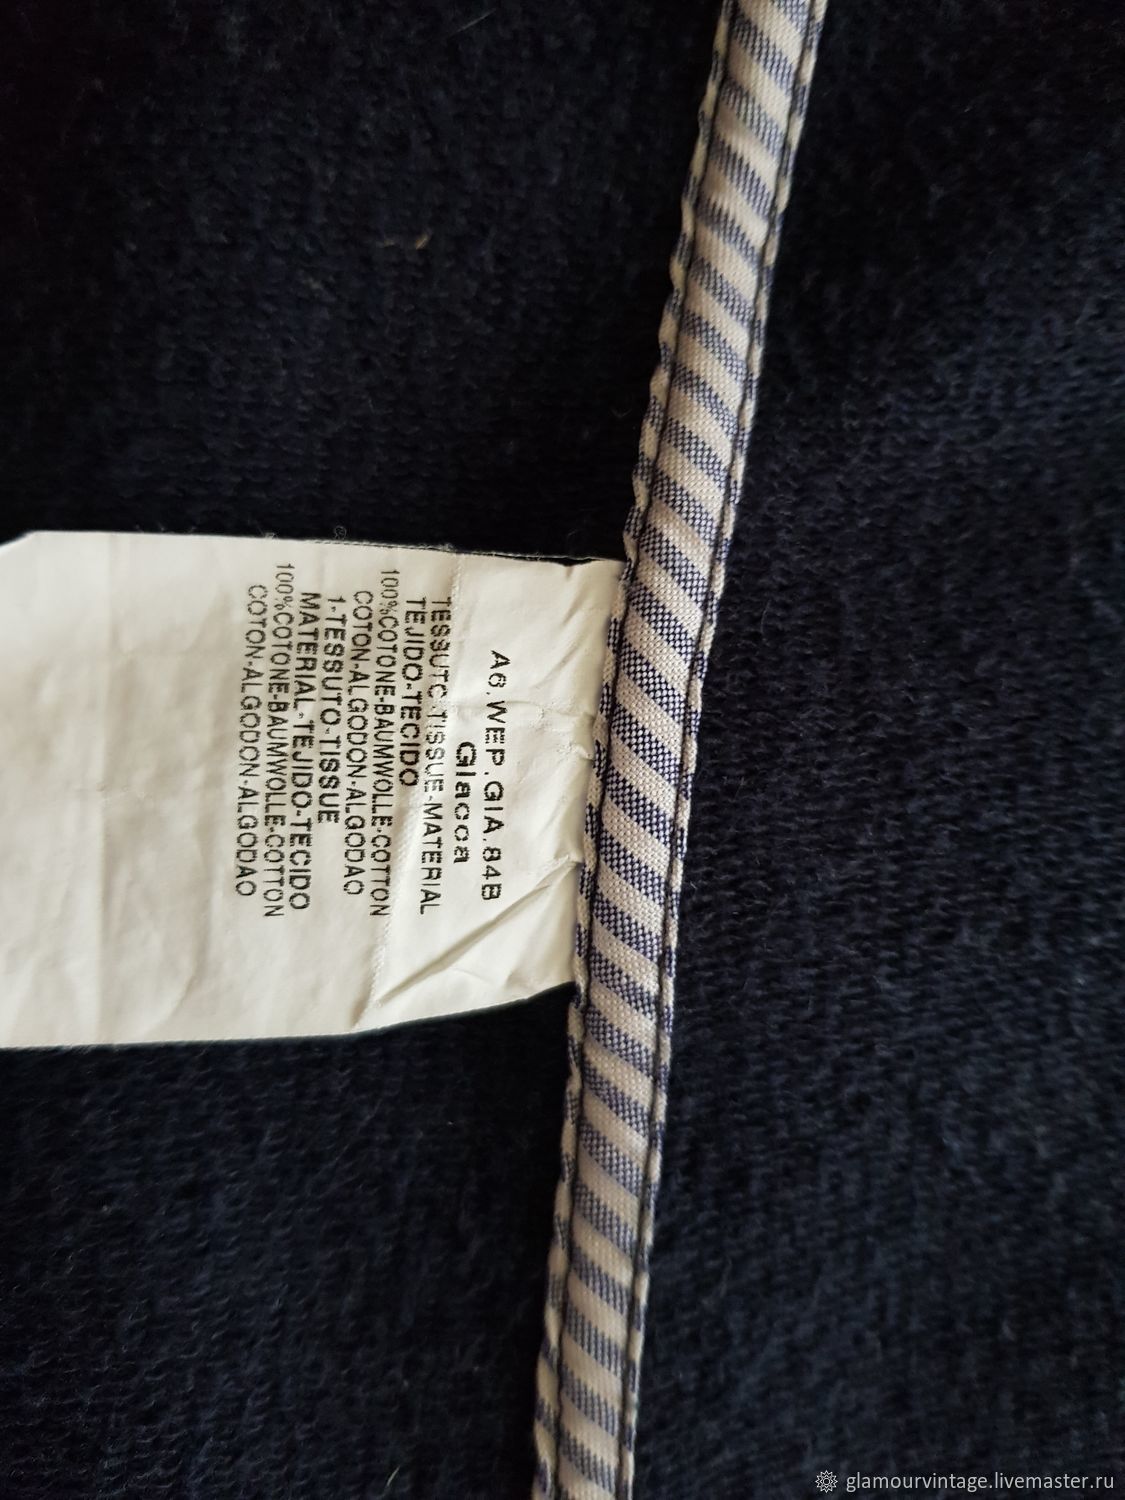 A6.WEP.GIA.84B
Giacca
TESSUTO-TISSUE-MATERIAL
TEJIDO-TECIDO
100%COTONE-BAUMWOLLE-COTTON
COTON-ALGODON-ALGODAO
1-TESSUTO-TISSUE
MATERIAL-TEJIDO-TECIDO
100%COTONE-BAUMWOLLE-COTTON
COTON-ALGODON-ALGODAO
glamourvintage.livemaster.ru